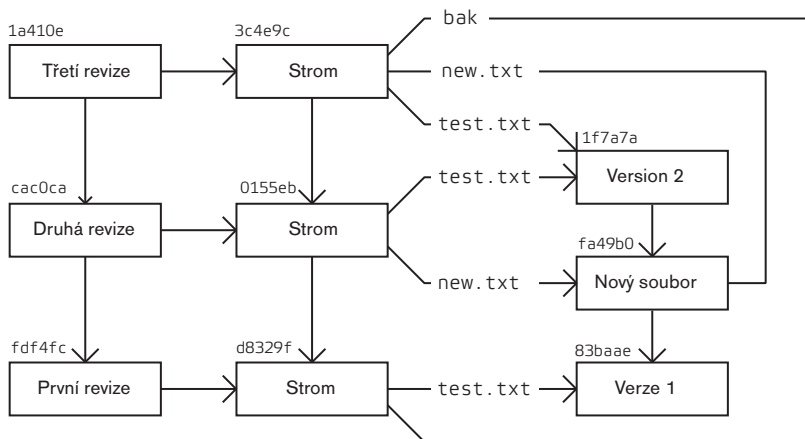 bak
1a410e
3c4e9c
Třetí revize
Strom
new.txt
test.txt
1f7a7a
cac0ca
0155eb
test.txt
Version 2
Druhá revize
Strom
fa49b0
new.txt
Nový soubor
fdf4fc
d8329f
83baae
První revize
Strom
test.txt
Verze 1